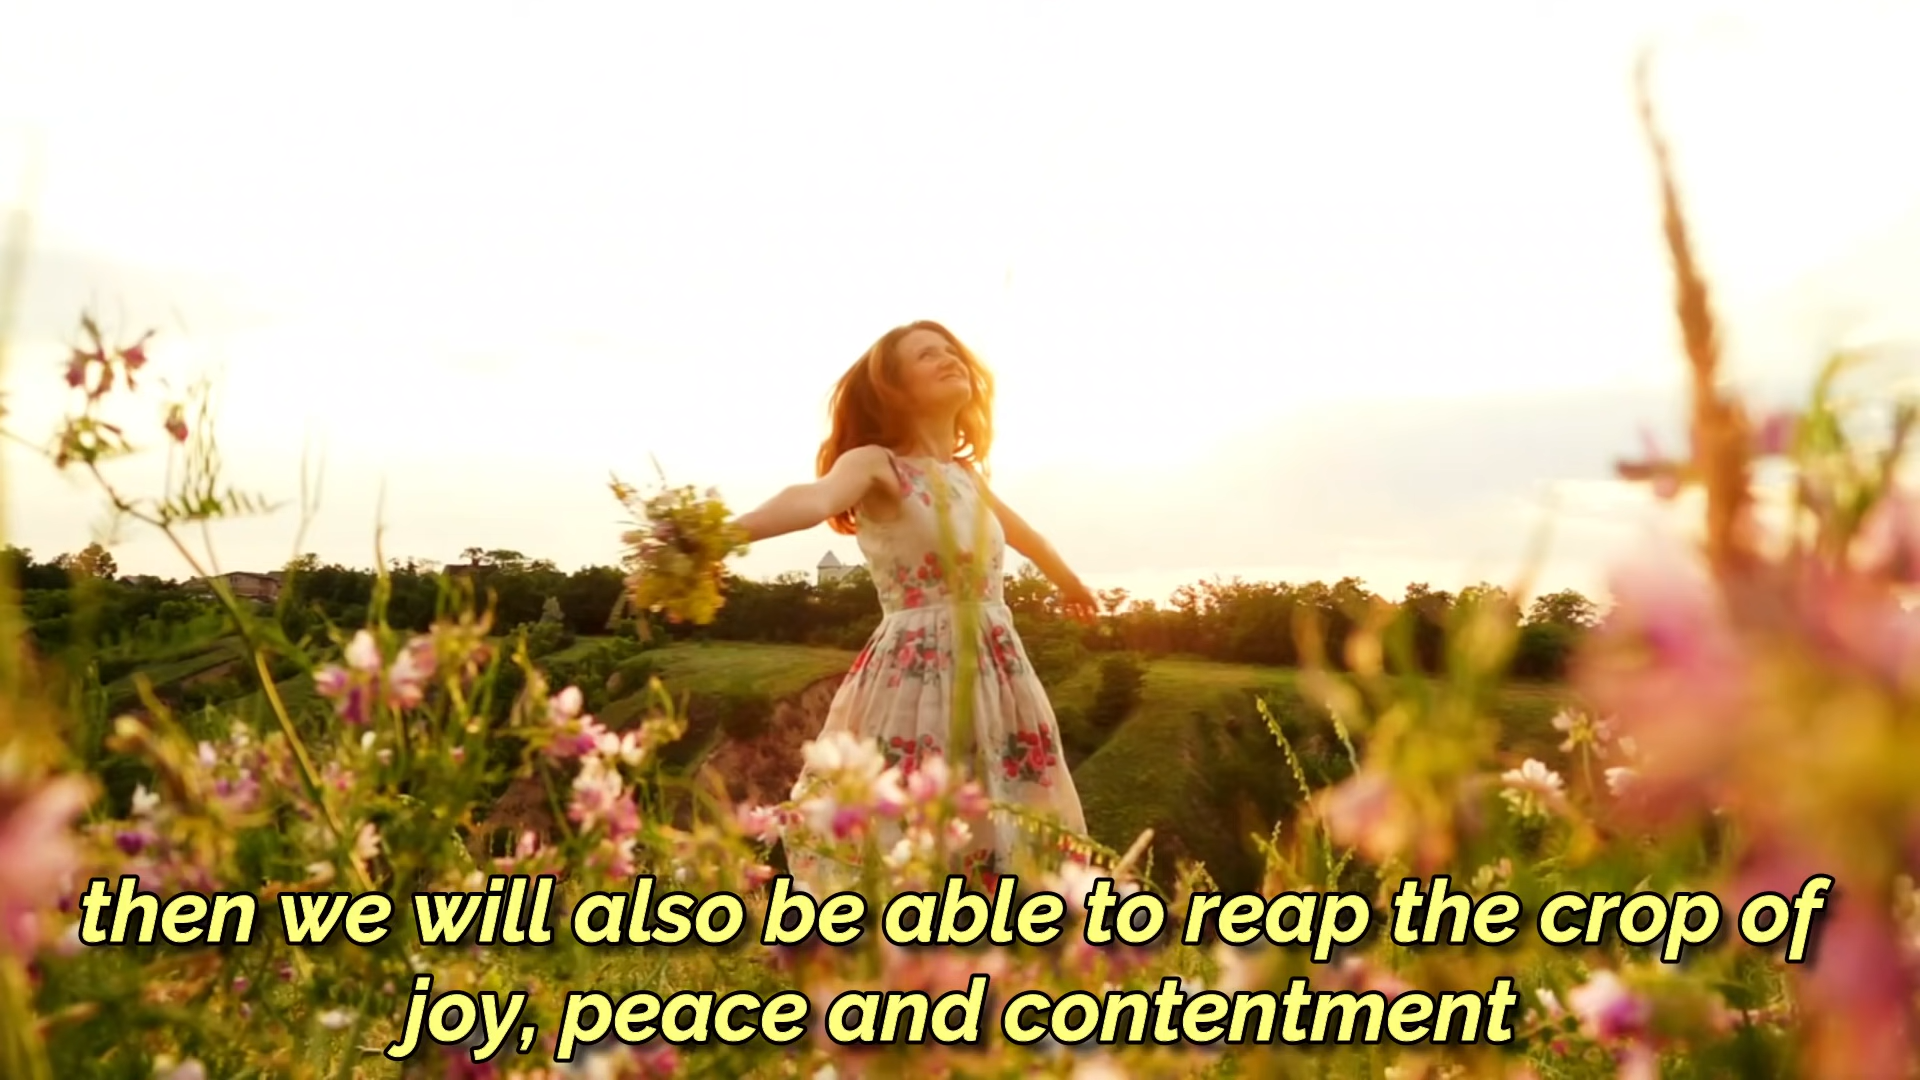 then we will also be able to reap the crop of
joy, peace and contentment